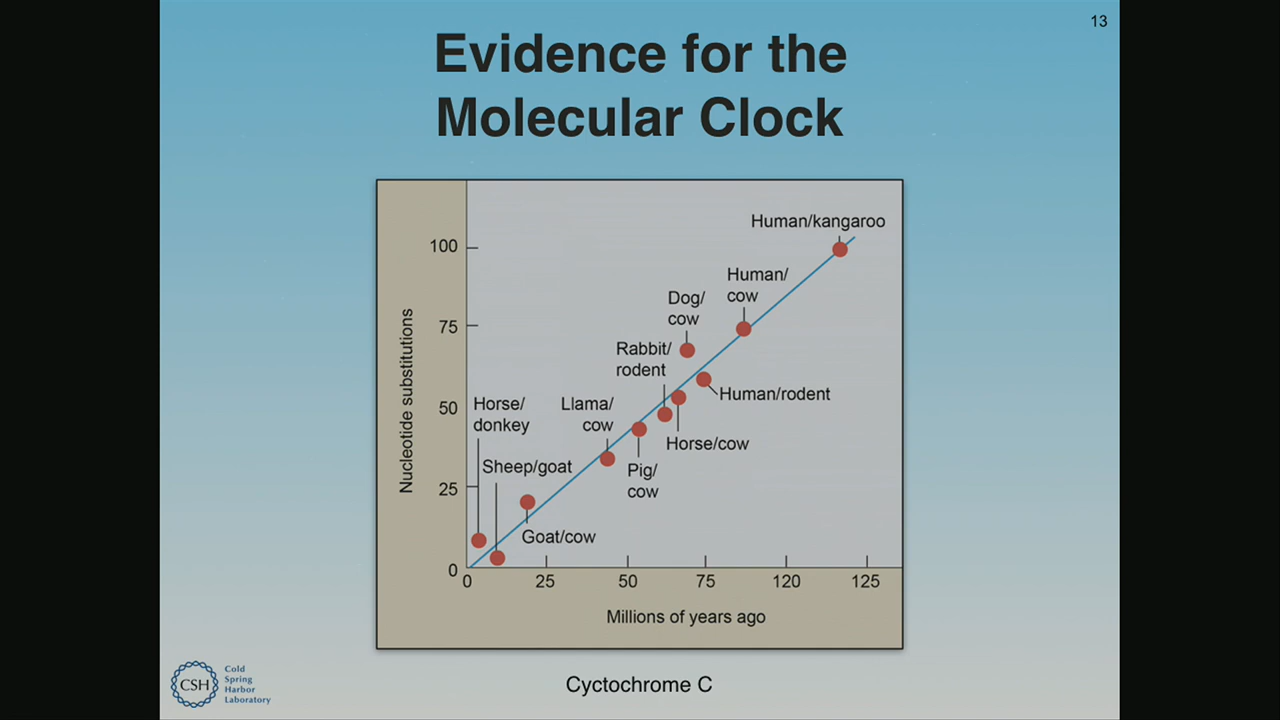 13
Evidence for the
Molecular Clock
Human/kangaroo
100
Human/
cow
Dog/
cow
75
Rabbit/
rodent
Human/rodent
Nucleotide substitutions
50
Horse/
donkey
Llama/
cow
Horse/cow
Sheep/goat
Pig/
cow
25
Goat/cow
0
0
25
50
75
120
125
Millions of years ago
CSH
Cold
Spring
Harbor
Laboratory
Cyctochrome C